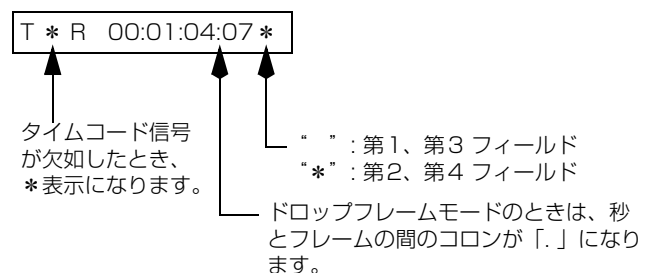 T＊R 00:01:04:07＊
タイムコード信号
が欠如したとき、
＊表示になります。
“　”：第1、第3 フィールド
“＊”：第2、第4 フィールド
ドロップフレームモードのときは、秒
とフレームの間のコロンが「．」になり
ます。